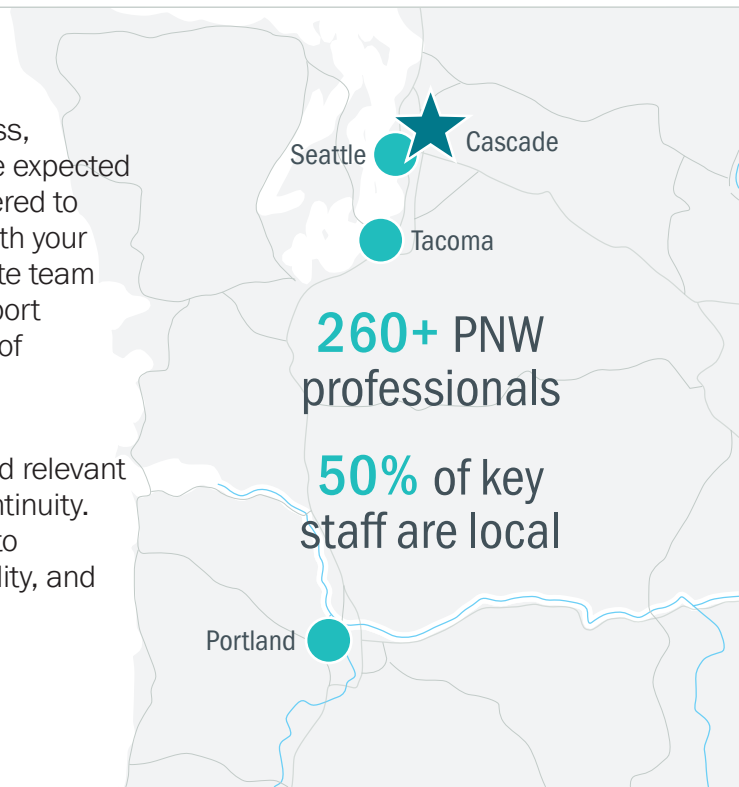 ss,
e expected
ered to
th your
te team
port
of
d relevant
ntinuity.
to
lity, and
Seattle
Cascade
Tacoma
260+ PNW
professionals
50% of key
staff are local
Portland